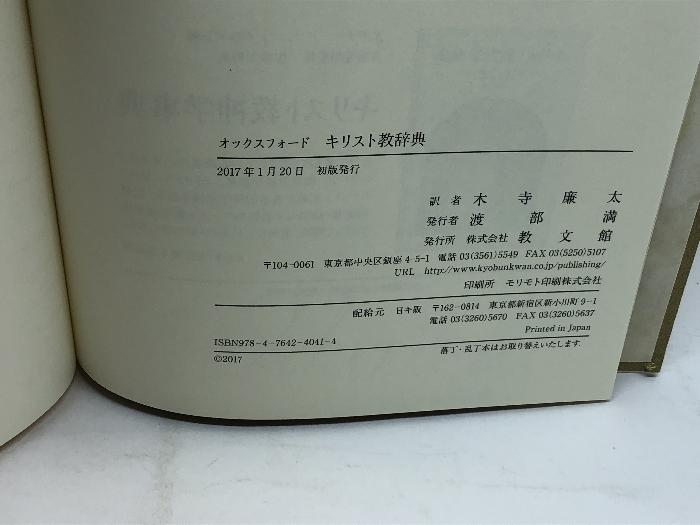 オックスフォード キリスト教辞典
2017年1月20日 初版発行
訳者 木寺廉太
発行者 渡部満
発行所 株式会社 教文館
〒104-0061 東京都中央区銀座4-5-1 電話03(3561)5549 FAX03(5250)5107
URL http://www.kyobunkwan.co.jp/publishing/
印刷所 モリモト印刷株式会社
配給元 日キ販 〒162-0814 東京都新宿区新小川町9-1
電話03(3260)5670 FAX03(3260)5637
Printed in Japan
ISBN978-4-7642-4041-4
©2017
落丁・乱丁本はお取り替えいたします.